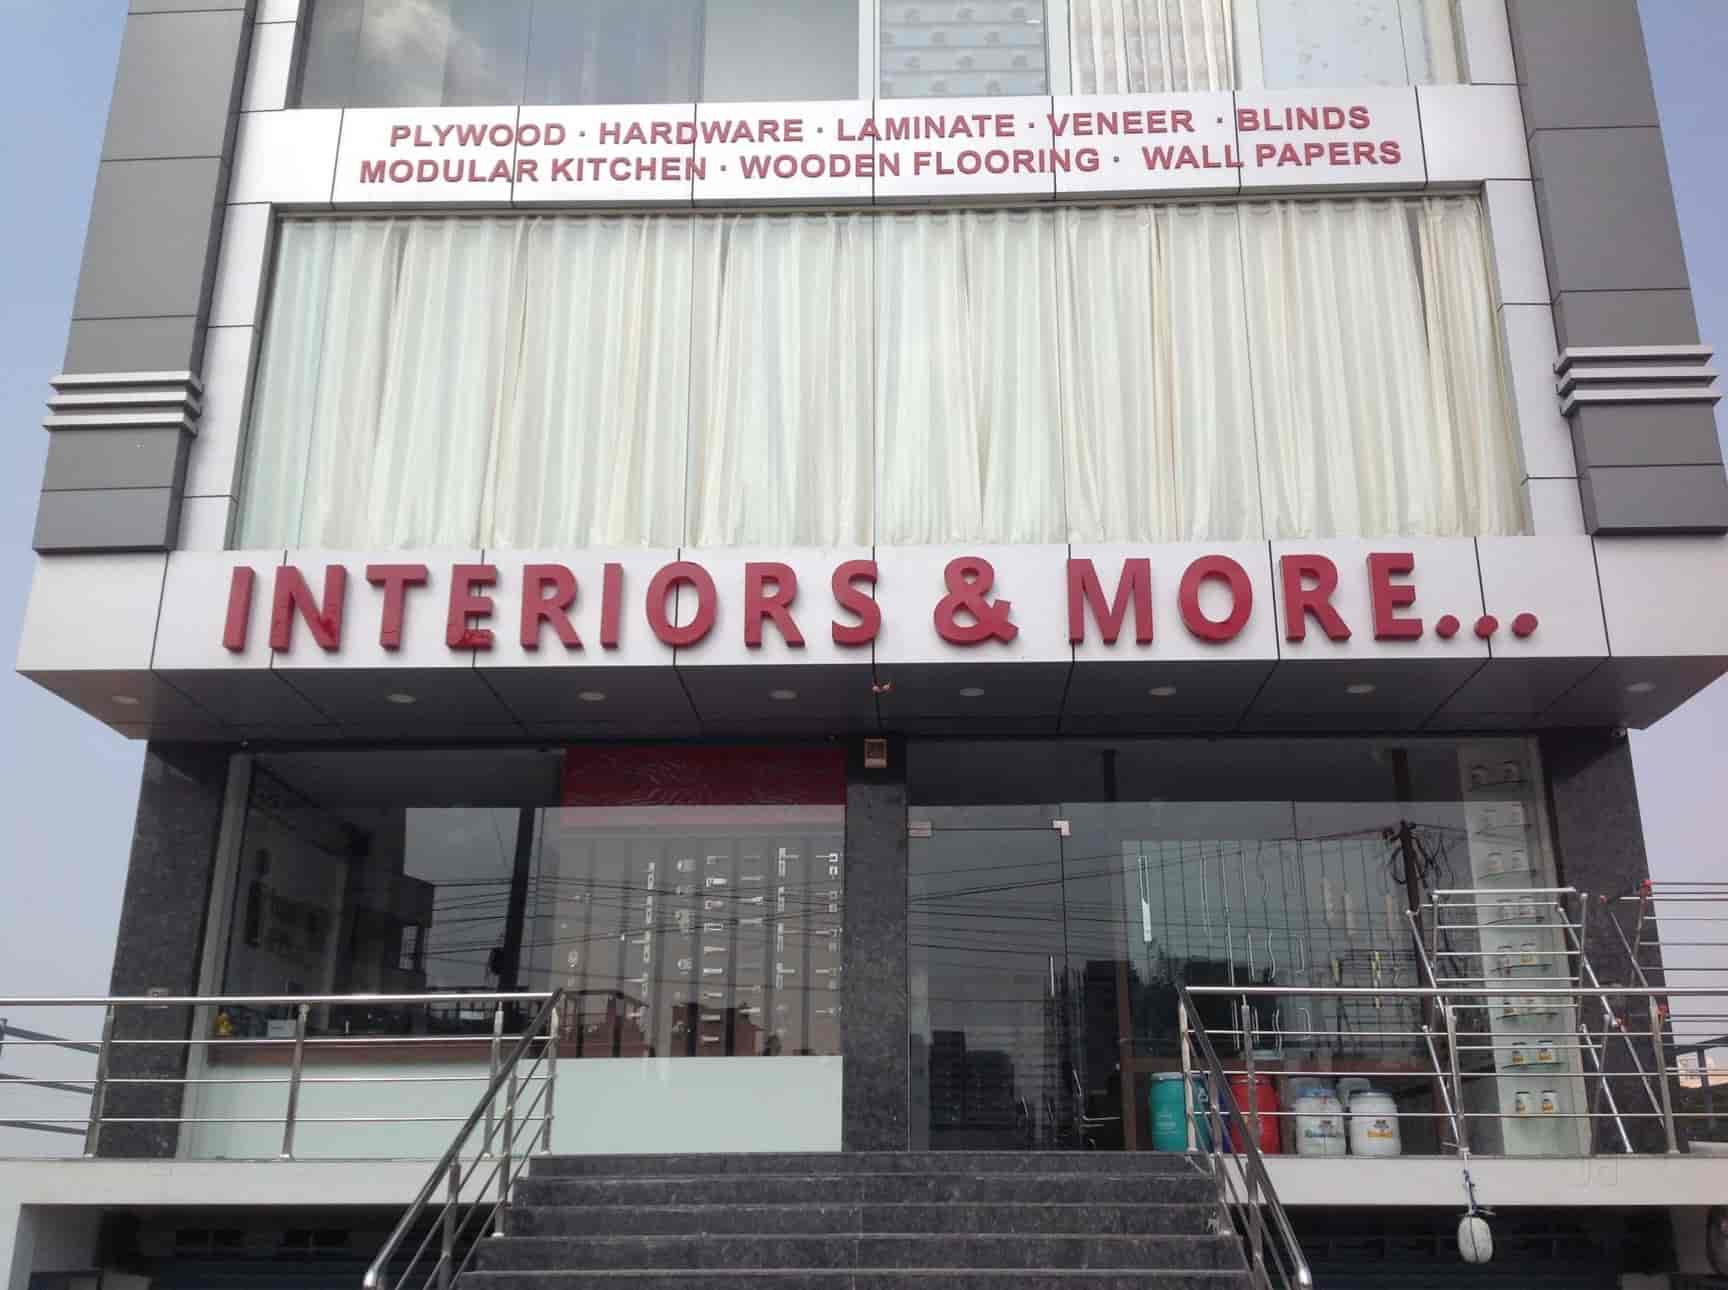 PLYWOOD · HARDWARE · LAMINATE · VENEER · BLINDS
MODULAR KITCHEN · WOODEN FLOORING · WALL PAPERS
INTERIORS & MORE...